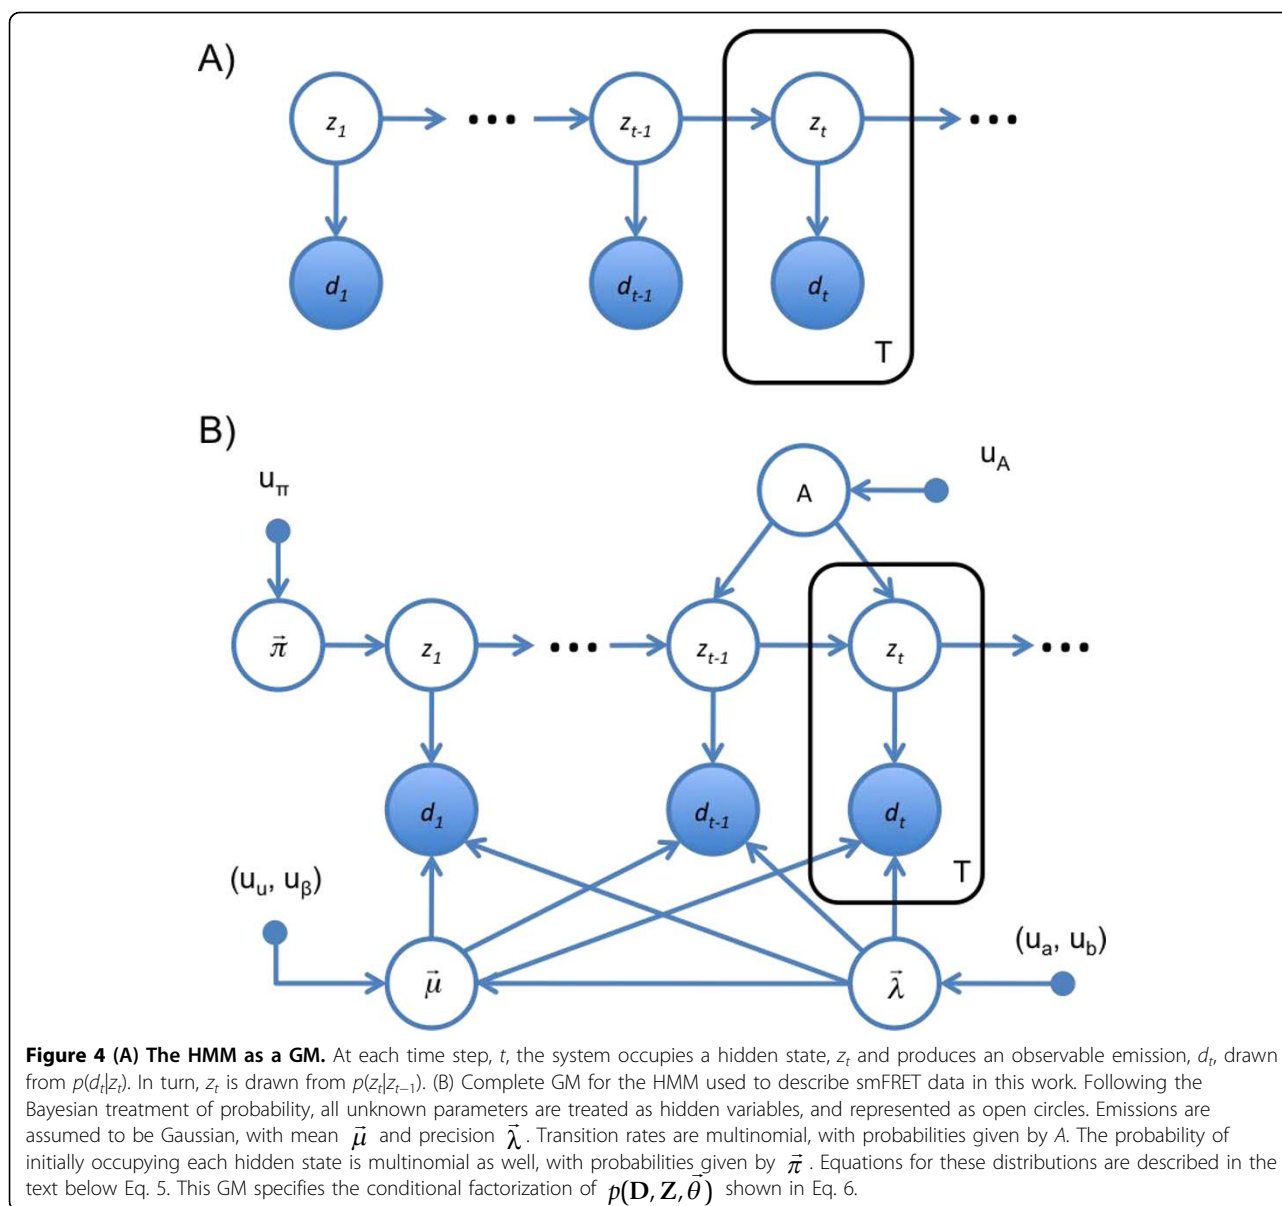 A)
z1
...
zt-1
zt
...
d1
dt-1
dt
T
B)
uA
uπ
A
π⃗
z1
...
zt-1
zt
...
d1
dt-1
dt
T
(uu, uβ)
(ua, ub)
μ⃗
λ⃗
Figure 4 (A) The HMM as a GM. At each time step, t, the system occupies a hidden state, zt and produces an observable emission, dt, drawn
from p(dt|zt). In turn, zt is drawn from p(zt|zt−1). (B) Complete GM for the HMM used to describe smFRET data in this work. Following the
Bayesian treatment of probability, all unknown parameters are treated as hidden variables, and represented as open circles. Emissions are
assumed to be Gaussian, with mean μ⃗ and precision λ⃗. Transition rates are multinomial, with probabilities given by A. The probability of
initially occupying each hidden state is multinomial as well, with probabilities given by π⃗. Equations for these distributions are described in the
text below Eq. 5. This GM specifies the conditional factorization of p(D, Z, θ⃗) shown in Eq. 6.